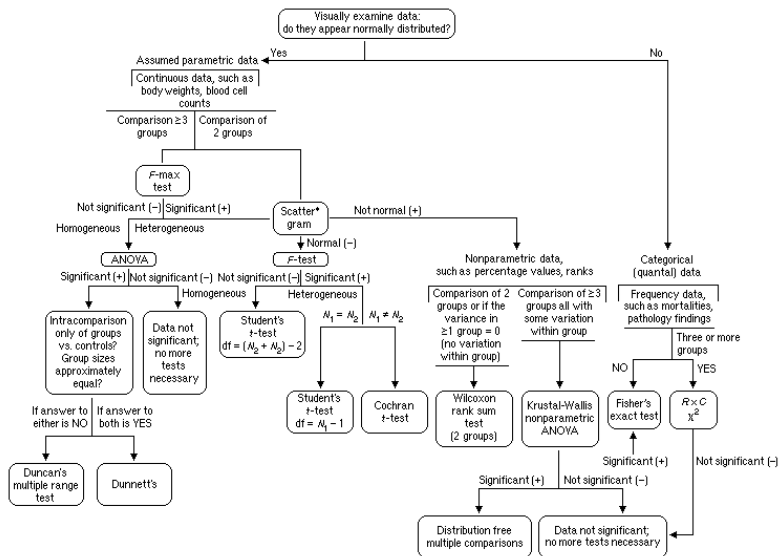 Visually examine data:
do they appear normally distributed?
Yes
No
Assumed parametric data
Continuous data, such as
body weights, blood cell
counts
Comparison ≥3
groups
Comparison of
2 groups
F-max
test
Not significant (−)
Significant (+)
Homogeneous
Heterogeneous
Scatter*
gram
Not normal (+)
Normal (−)
ANOYA
F-test
Significant (+)
Not significant (−)
Homogeneous
Not significant (−)
Significant (+)
Heterogeneous
Nonparametric data,
such as percentage values, ranks
Categorical
(quantal) data
Intracomparison
only of groups
vs. controls?
Group sizes
approximately
equal?
Data not
significant;
no more
tests
necessary
Student's
t-test
df = (N2 + N2) − 2
N1 = N2
N1 ≠ N2
Comparison of 2
groups or if the
variance in
≥1 group = 0
(no variation
within group)
Comparison of ≥3
groups all with
some variation
within group
Frequency data,
such as mortalities,
pathology findings
Three or more
groups
NO
YES
Student's
t-test
df = N1 − 1
Cochran
t-test
Wilcoxon
rank sum
test
(2 groups)
Krustal-Wallis
nonparametric
ANOYA
Fisher's
exact test
R × C
χ2
If answer to
either is NO
If answer to
both is YES
Duncan's
multiple range
test
Dunnett's
Significant (+)
Not significant (−)
Significant (+)
Not significant (−)
Distribution free
multiple comparisons
Data not significant;
no more tests necessary